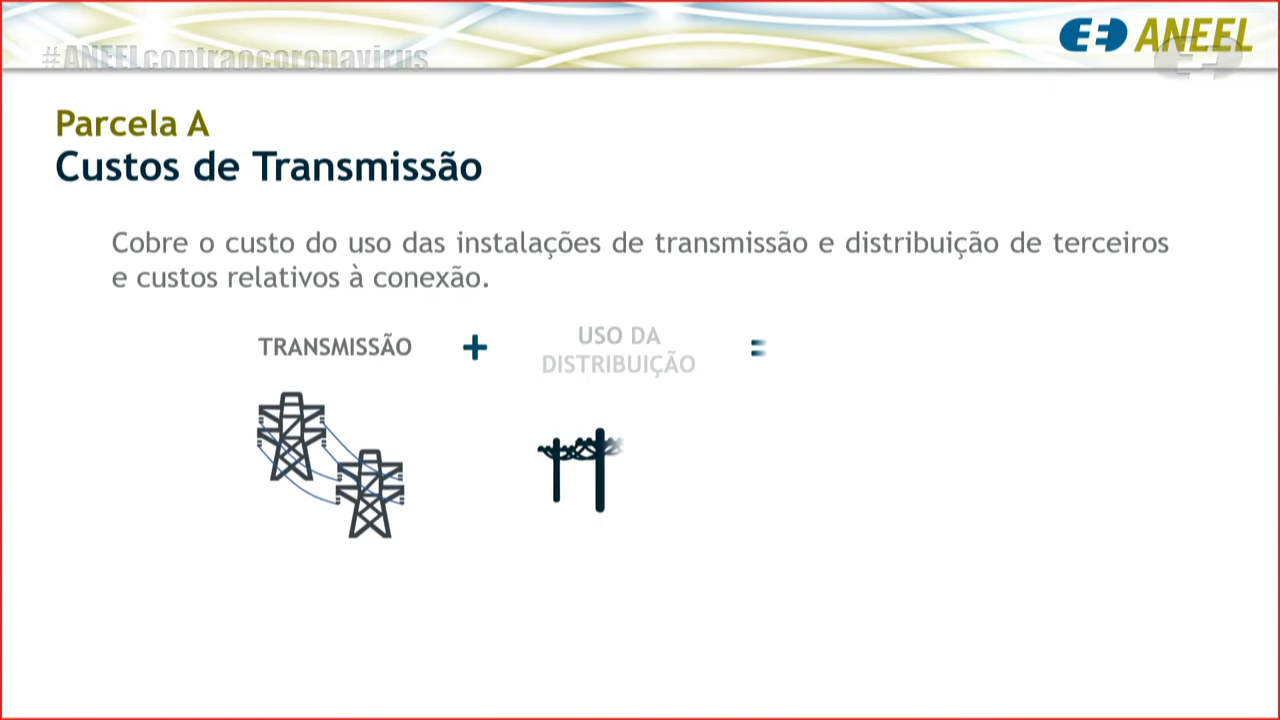 #ANEELcontraocoronavirus
ANEEL
Parcela A
Custos de Transmissão
Cobre o custo do uso das instalações de transmissão e distribuição de terceiros
e custos relativos à conexão.
TRANSMISSÃO + USO DA DISTRIBUIÇÃO =